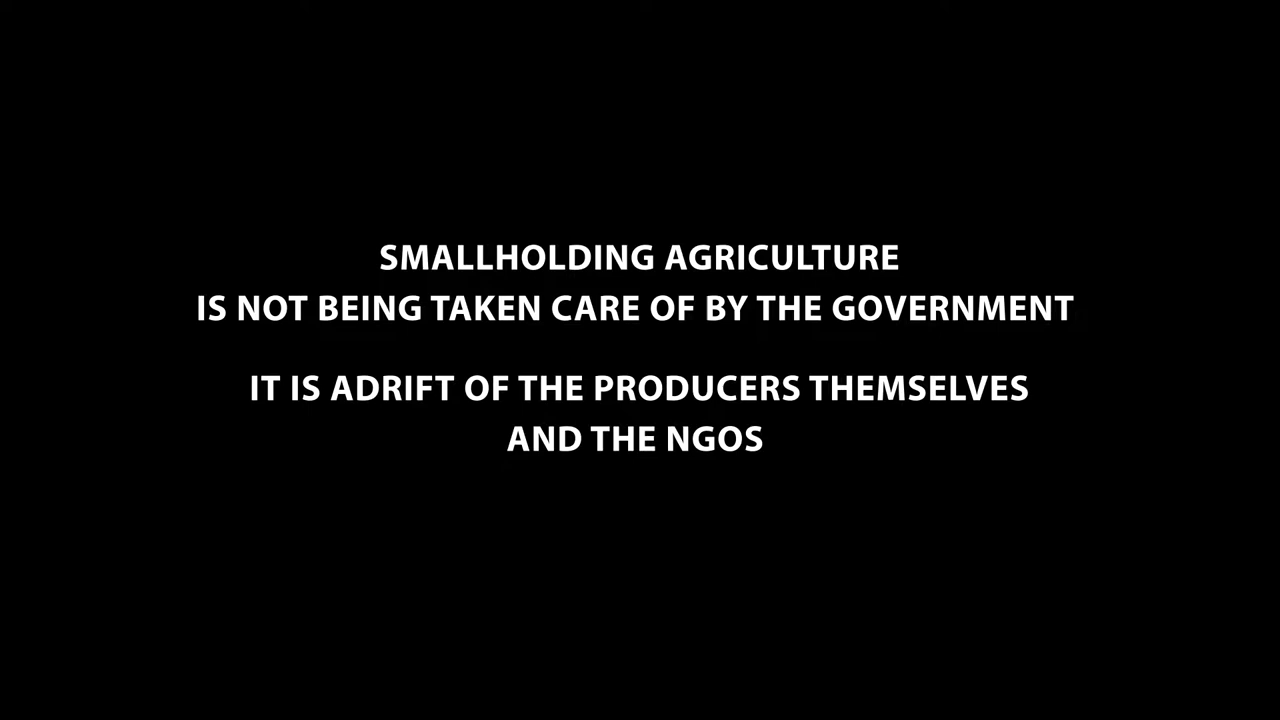 SMALLHOLDING AGRICULTURE
IS NOT BEING TAKEN CARE OF BY THE GOVERNMENT
IT IS ADRIFT OF THE PRODUCERS THEMSELVES
AND THE NGOS